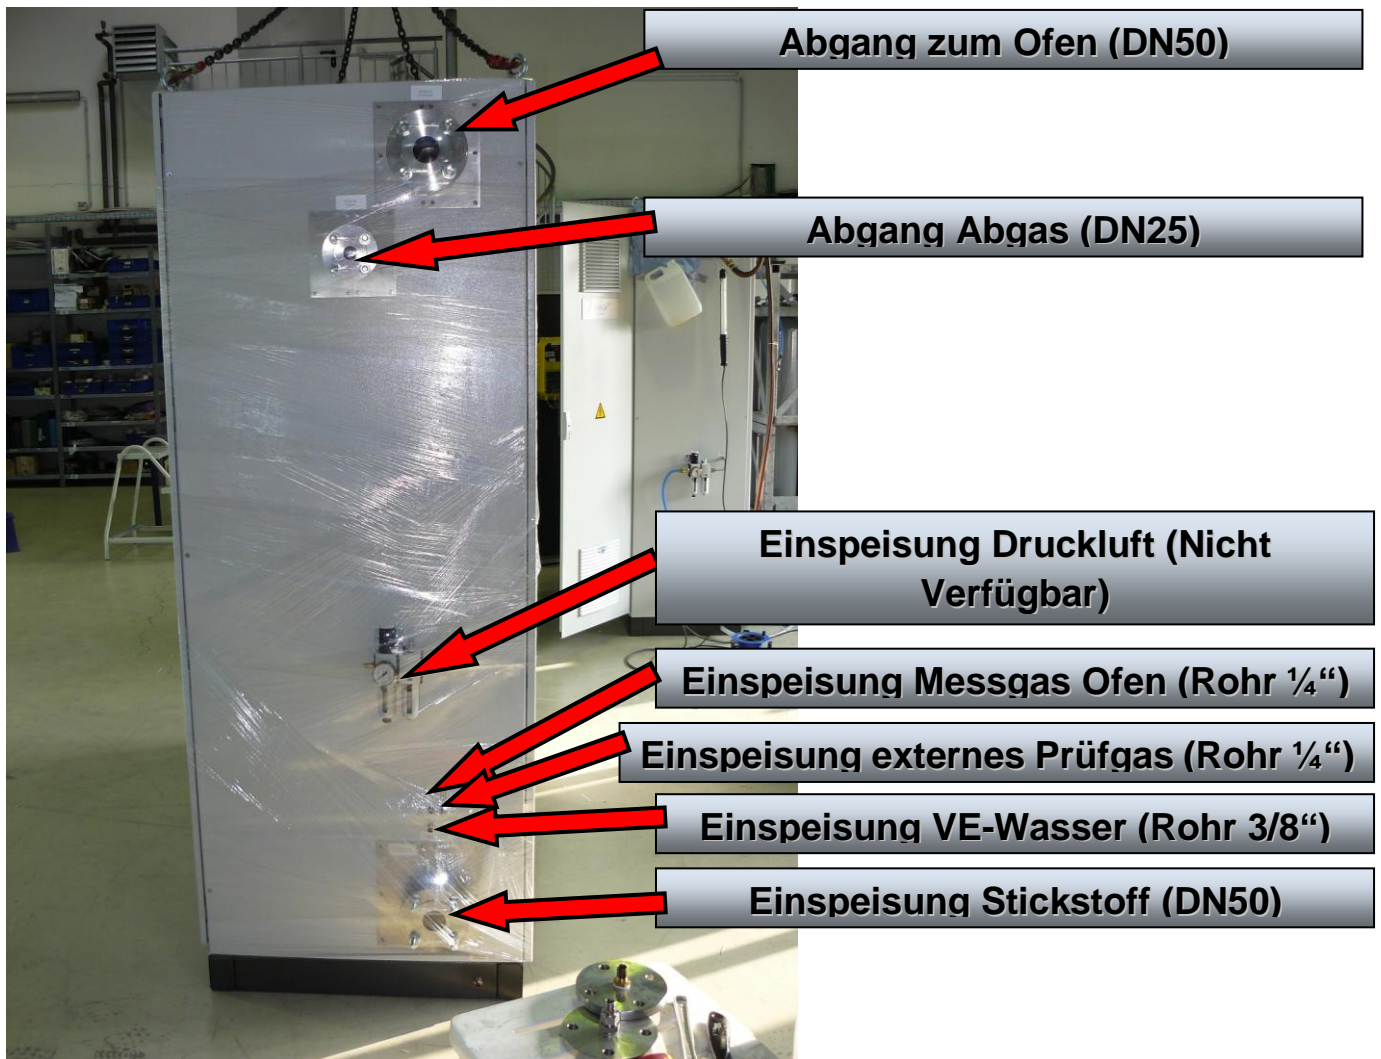 Abgang zum Ofen (DN50)
Abgang Abgas (DN25)
Einspeisung Druckluft (Nicht
Verfügbar)
Einspeisung Messgas Ofen (Rohr ¼“)
Einspeisung externes Prüfgas (Rohr ¼“)
Einspeisung VE-Wasser (Rohr 3/8“)
Einspeisung Stickstoff (DN50)